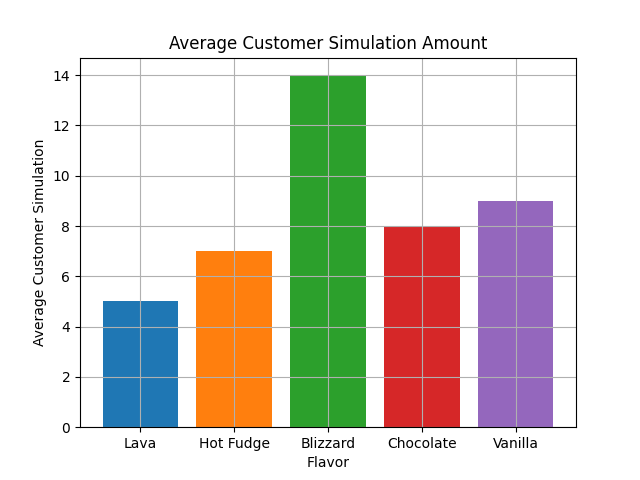 Average Customer Simulation Amount
Average Customer Simulation
14
12
10
8
6
4
2
0
Lava Hot Fudge Blizzard Chocolate Vanilla
Flavor